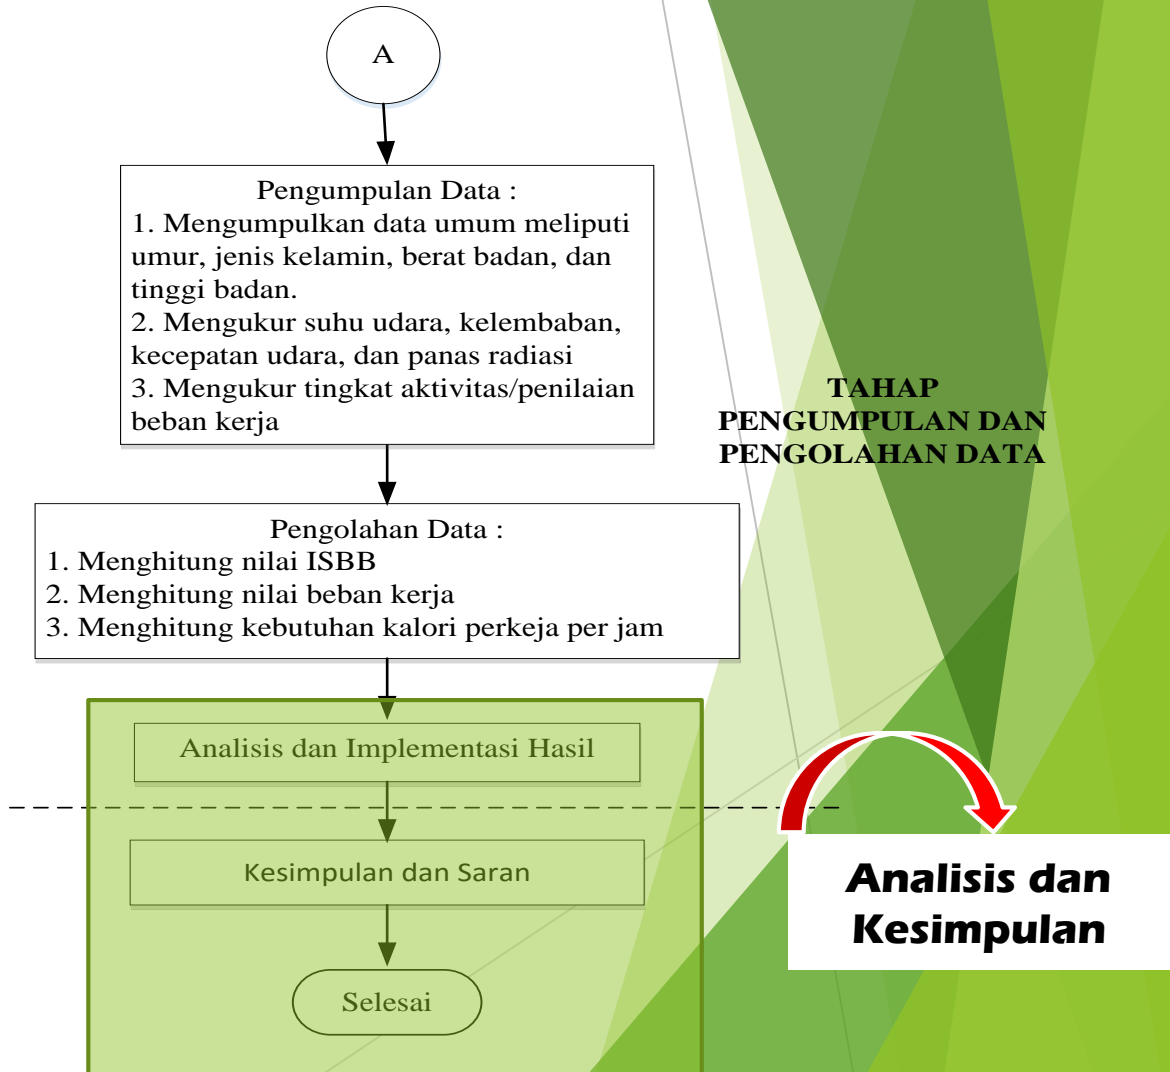 A
Pengumpulan Data :
1. Mengumpulkan data umum meliputi
umur, jenis kelamin, berat badan, dan
tinggi badan.
2. Mengukur suhu udara, kelembaban,
kecepatan udara, dan panas radiasi
3. Mengukur tingkat aktivitas/penilaian
beban kerja
TAHAP
PENGUMPULAN DAN
PENGOLAHAN DATA
Pengolahan Data :
1. Menghitung nilai ISBB
2. Menghitung nilai beban kerja
3. Menghitung kebutuhan kalori perkeja per jam
Analisis dan Implementasi Hasil
Kesimpulan dan Saran
Selesai
Analisis dan
Kesimpulan